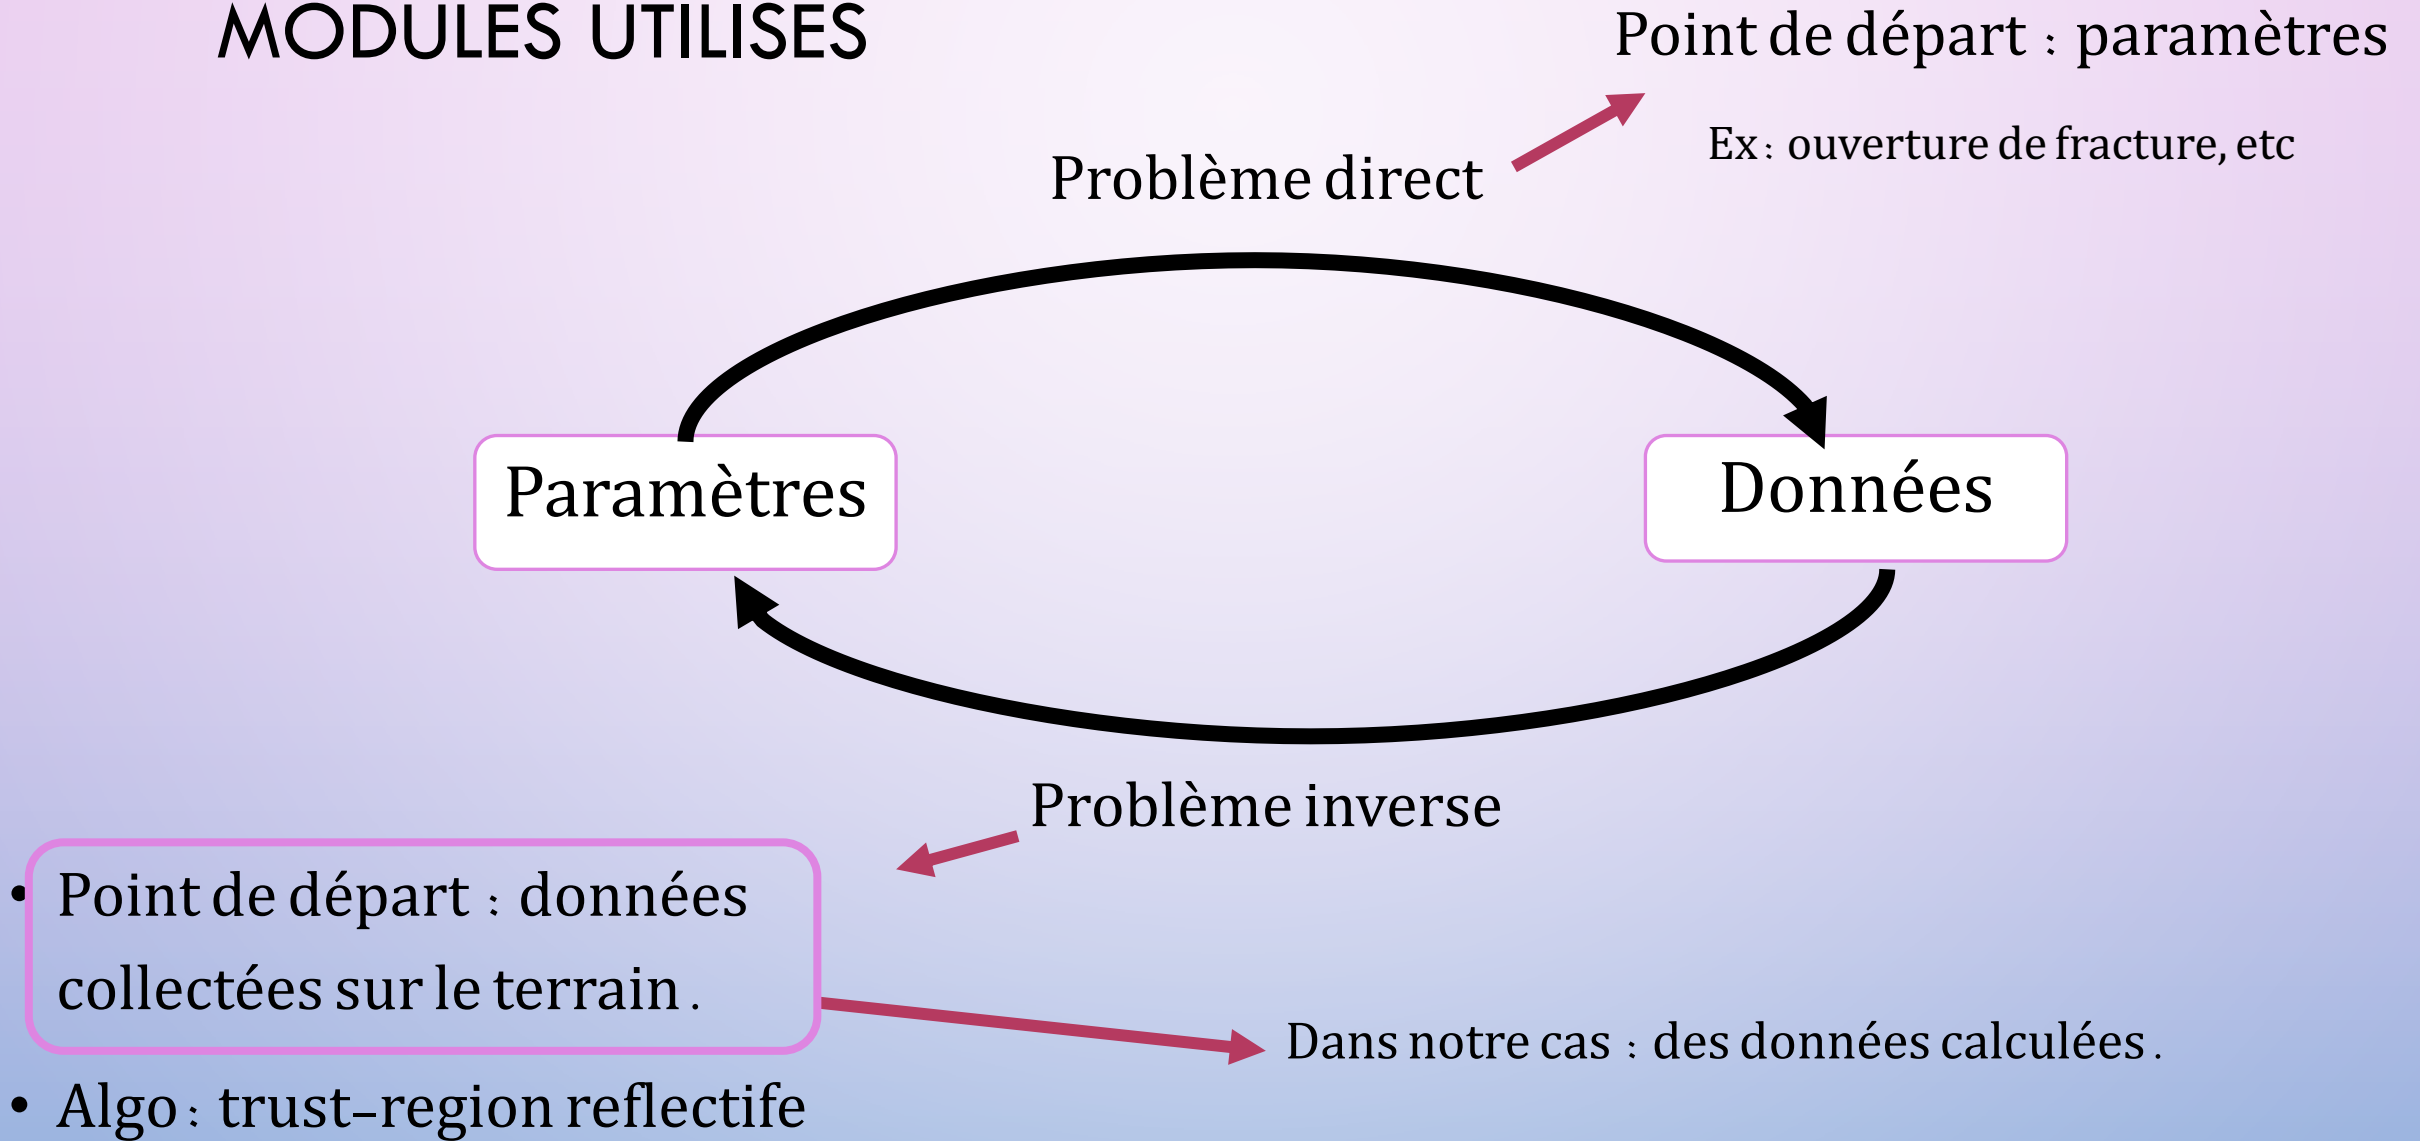 MODULES UTILISES
Point de départ : paramètres
Ex : ouverture de fracture, etc
Problème direct
Paramètres
Données
Problème inverse
• Point de départ : données
collectées sur le terrain.
Dans notre cas : des données calculées.
• Algo : trust-region reflectife